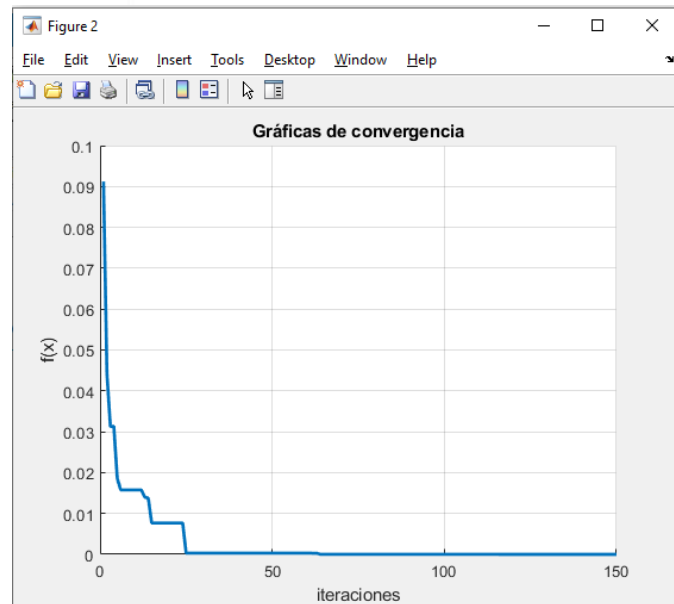 Figure 2
File Edit View Insert Tools Desktop Window Help
Gráficas de convergencia
0.1
0.09
0.08
0.07
0.06
0.05
0.04
0.03
0.02
0.01
0
f(x)
0 50 100 150
iteraciones